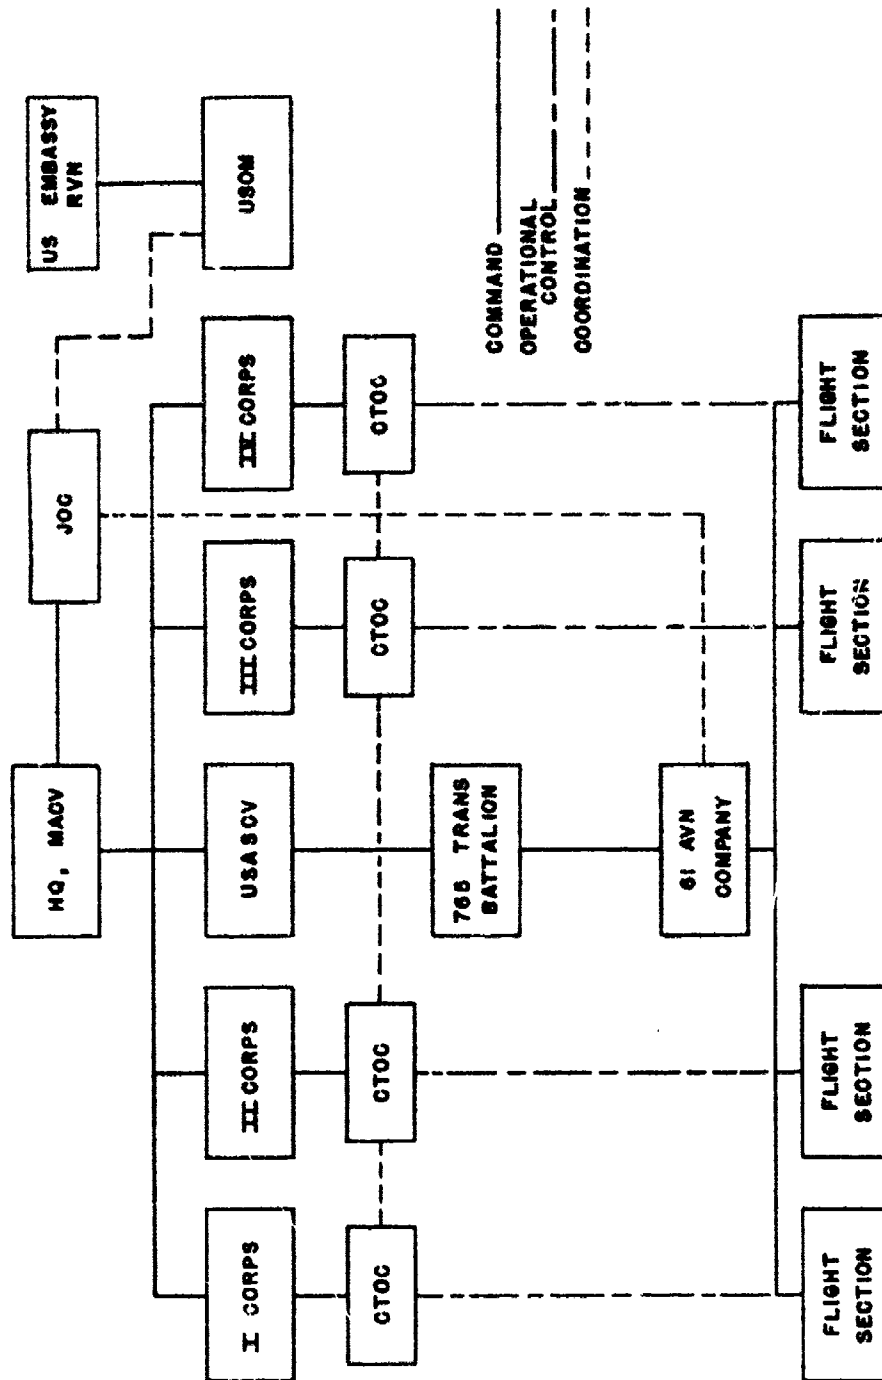 HQ, MACV
JOC
US EMBASSY
RVN
I CORPS
II CORPS
USASCV
III CORPS
IV CORPS
USOM
CTOC
CTOC
CTOC
CTOC
765 TRANS
BATTALION
COMMAND
OPERATIONAL
CONTROL
COORDINATION
61 AVN
COMPANY
FLIGHT
SECTION
FLIGHT
SECTION
FLIGHT
SECTION
FLIGHT
SECTION